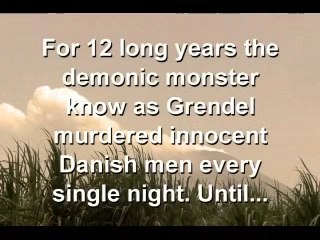 For 12 long years the
demonic monster
know as Grendel
murdered innocent
Danish men every
single night. Until...